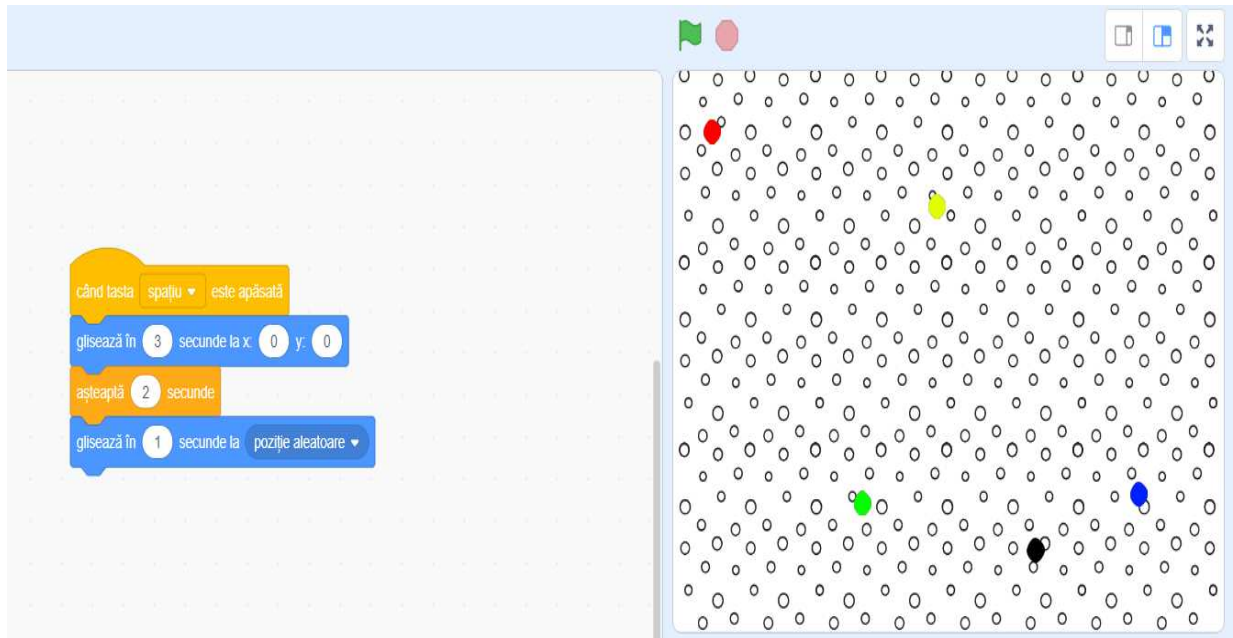 când tasta spațiu este apăsată
glisează în 3 secunde la x: 0 y: 0
așteaptă 2 secunde
glisează în 1 secunde la poziție aleatoare